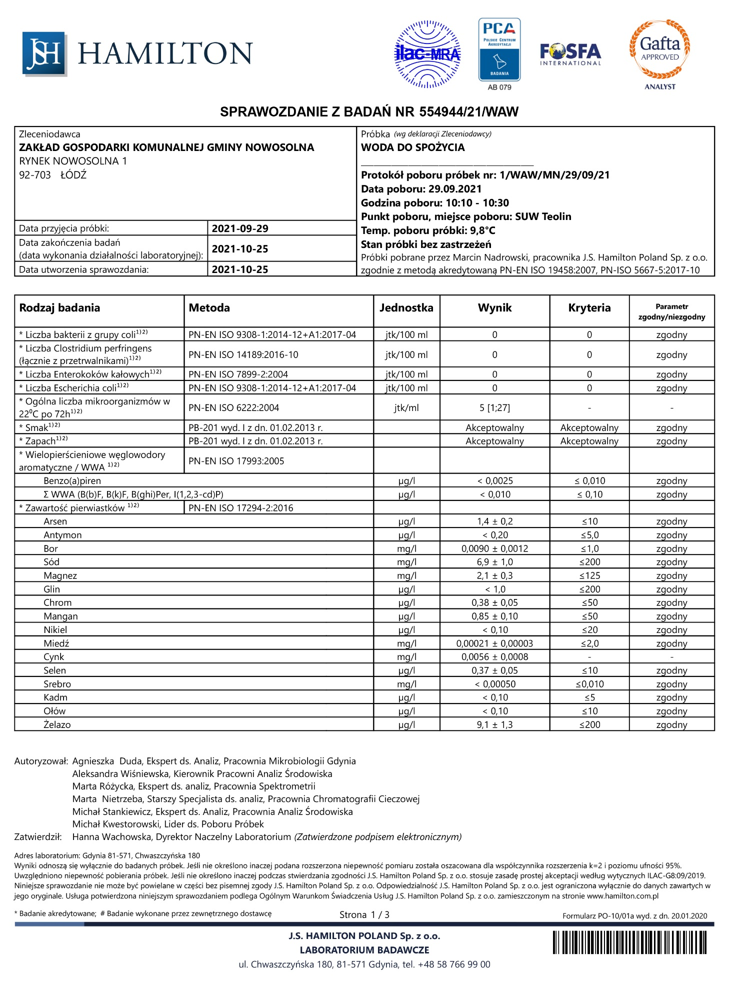 JSH HAMILTON
ilac-MRA
PCA
POLSKIE CENTRUM
AKREDYTACJI
BADANIA
AB 079
FOSFA
INTERNATIONAL
Gafta
APPROVED
ANALYST
SPRAWOZDANIE Z BADAŃ NR 554944/21/WAW
Zleceniodawca
ZAKŁAD GOSPODARKI KOMUNALNEJ GMINY NOWOSOLNA
RYNEK NOWOSOLNA 1
92-703 ŁÓDŹ
Data przyjęcia próbki: 2021-09-29
Data zakończenia badań
(data wykonania działalności laboratoryjnej): 2021-10-25
Data utworzenia sprawozdania: 2021-10-25
Próbka (wg deklaracji Zleceniodawcy)
WODA DO SPOŻYCIA
Protokół poboru próbek nr: 1/WAW/MN/29/09/21
Data poboru: 29.09.2021
Godzina poboru: 10:10 - 10:30
Punkt poboru, miejsce poboru: SUW Teolin
Temp. poboru próbki: 9,8°C
Stan próbki bez zastrzeżeń
Próbki pobrane przez Marcin Nadrowski, pracownika J.S. Hamilton Poland Sp. z o.o.
zgodnie z metodą akredytowaną PN-EN ISO 19458:2007, PN-ISO 5667-5:2017-10
Rodzaj badania Metoda Jednostka Wynik Kryteria Parametr
zgodny/niezgodny
* Liczba bakterii z grupy coli¹⁾²⁾ PN-EN ISO 9308-1:2014-12+A1:2017-04 jtk/100 ml 0 0 zgodny
* Liczba Clostridium perfringens
(łącznie z przetrwalnikami)¹⁾²⁾ PN-EN ISO 14189:2016-10 jtk/100 ml 0 0 zgodny
* Liczba Enterokoków kałowych¹⁾²⁾ PN-EN ISO 7899-2:2004 jtk/100 ml 0 0 zgodny
* Liczba Escherichia coli¹⁾²⁾ PN-EN ISO 9308-1:2014-12+A1:2017-04 jtk/100 ml 0 0 zgodny
* Ogólna liczba mikroorganizmów w
22⁰C po 72h¹⁾²⁾ PN-EN ISO 6222:2004 jtk/ml 5 [1;27] - -
* Smak¹⁾²⁾ PB-201 wyd. I z dn. 01.02.2013 r. Akceptowalny Akceptowalny zgodny
* Zapach¹⁾²⁾ PB-201 wyd. I z dn. 01.02.2013 r. Akceptowalny Akceptowalny zgodny
* Wielopierścieniowe węglowodory
aromatyczne / WWA ¹⁾²⁾ PN-EN ISO 17993:2005
Benzo(a)piren µg/l < 0,0025 ≤ 0,010 zgodny
Σ WWA (B(b)F, B(k)F, B(ghi)Per, I(1,2,3-cd)P) µg/l < 0,010 ≤ 0,10 zgodny
* Zawartość pierwiastków ¹⁾²⁾ PN-EN ISO 17294-2:2016
Arsen µg/l 1,4 ± 0,2 ≤10 zgodny
Antymon µg/l < 0,20 ≤5,0 zgodny
Bor mg/l 0,0090 ± 0,0012 ≤1,0 zgodny
Sód mg/l 6,9 ± 1,0 ≤200 zgodny
Magnez mg/l 2,1 ± 0,3 ≤125 zgodny
Glin µg/l < 1,0 ≤200 zgodny
Chrom µg/l 0,38 ± 0,05 ≤50 zgodny
Mangan µg/l 0,85 ± 0,10 ≤50 zgodny
Nikiel µg/l < 0,10 ≤20 zgodny
Miedź mg/l 0,00021 ± 0,00003 ≤2,0 zgodny
Cynk mg/l 0,0056 ± 0,0008 - -
Selen µg/l 0,37 ± 0,05 ≤10 zgodny
Srebro mg/l < 0,00050 ≤0,010 zgodny
Kadm µg/l < 0,10 ≤5 zgodny
Ołów µg/l < 0,10 ≤10 zgodny
Żelazo µg/l 9,1 ± 1,3 ≤200 zgodny
Autoryzował: Agnieszka Duda, Ekspert ds. Analiz, Pracownia Mikrobiologii Gdynia
Aleksandra Wiśniewska, Kierownik Pracowni Analiz Środowiska
Marta Różycka, Ekspert ds. analiz, Pracownia Spektrometrii
Marta Nietrzeba, Starszy Specjalista ds. analiz, Pracownia Chromatografii Cieczowej
Michał Stankiewicz, Ekspert ds. Analiz, Pracownia Analiz Środowiska
Michał Kwestorowski, Lider ds. Poboru Próbek
Zatwierdził: Hanna Wachowska, Dyrektor Naczelny Laboratorium (Zatwierdzone podpisem elektronicznym)
Adres laboratorium: Gdynia 81-571, Chwaszczyńska 180
Wyniki odnoszą się wyłącznie do badanych próbek. Jeśli nie określono inaczej podana rozszerzona niepewność pomiaru została oszacowana dla współczynnika rozszerzenia k=2 i poziomu ufności 95%.
Uwzględniono niepewność pobierania próbek. Jeśli nie określono inaczej podczas stwierdzania zgodności J.S. Hamilton Poland Sp. z o.o. stosuje zasadę prostej akceptacji według wytycznych ILAC-G8:09/2019.
Niniejsze sprawozdanie nie może być powielane w części bez pisemnej zgody J.S. Hamilton Poland Sp. z o.o. Odpowiedzialność J.S. Hamilton Poland Sp. z o.o. jest ograniczona wyłącznie do danych zawartych w
jego oryginale. Usługa potwierdzona niniejszym sprawozdaniem podlega Ogólnym Warunkom Świadczenia Usług J.S. Hamilton Poland Sp. z o.o. zamieszczonym na stronie www.hamilton.com.pl
* Badanie akredytowane; # Badanie wykonane przez zewnętrznego dostawcę Strona 1 / 3 Formularz PO-10/01a wyd. z dn. 20.01.2020
J.S. HAMILTON POLAND Sp. z o.o.
LABORATORIUM BADAWCZE
ul. Chwaszczyńska 180, 81-571 Gdynia, tel. +48 58 766 99 00